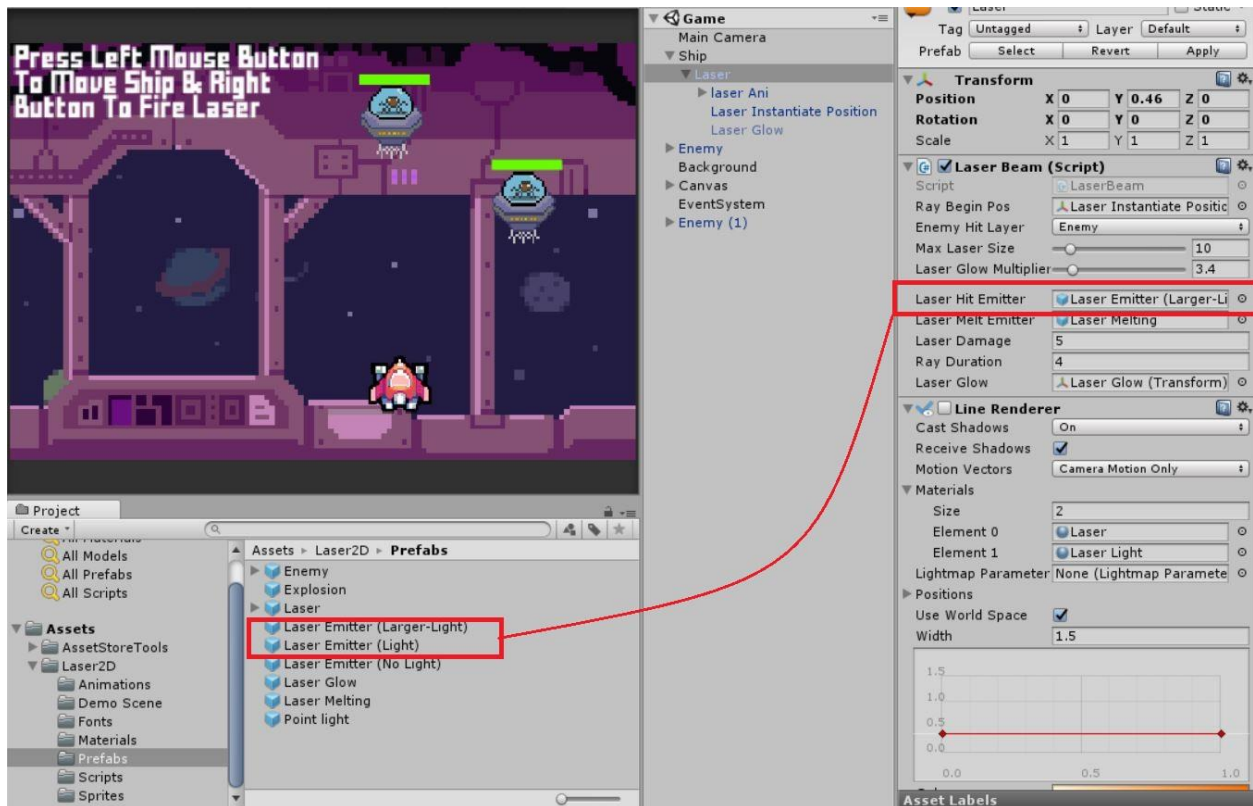 Press Left Mouse Button
To Move Ship & Right
Button To Fire Laser
Game
Main Camera
Ship
Laser
laser Ani
Laser Instantiate Position
Laser Glow
Enemy
Background
Canvas
EventSystem
Enemy (1)
Laser
Static
Tag Untagged Layer Default
Prefab Select Revert Apply
Transform
Position X 0 Y 0.46 Z 0
Rotation X 0 Y 0 Z 0
Scale X 1 Y 1 Z 1
Laser Beam (Script)
Script LaserBeam
Ray Begin Pos Laser Instantiate Positic
Enemy Hit Layer Enemy
Max Laser Size 10
Laser Glow Multiplier 3.4
Laser Hit Emitter Laser Emitter (Larger-Li
Laser Melt Emitter Laser Melting
Laser Damage 5
Ray Duration 4
Laser Glow Laser Glow (Transform)
Line Renderer
Cast Shadows On
Receive Shadows
Motion Vectors Camera Motion Only
Materials
Size 2
Element 0 Laser
Element 1 Laser Light
Lightmap Parameter None (Lightmap Paramete
Positions
Use World Space
Width 1.5
1.5
1.0
0.5
0.0
0.0 0.5 1.0
Asset Labels
Project
Create
All Materials
All Models
All Prefabs
All Scripts
Assets
AssetStoreTools
Laser2D
Animations
Demo Scene
Fonts
Materials
Prefabs
Scripts
Sprites
Assets Laser2D Prefabs
Enemy
Explosion
Laser
Laser Emitter (Larger-Light)
Laser Emitter (Light)
Laser Emitter (No Light)
Laser Glow
Laser Melting
Point light